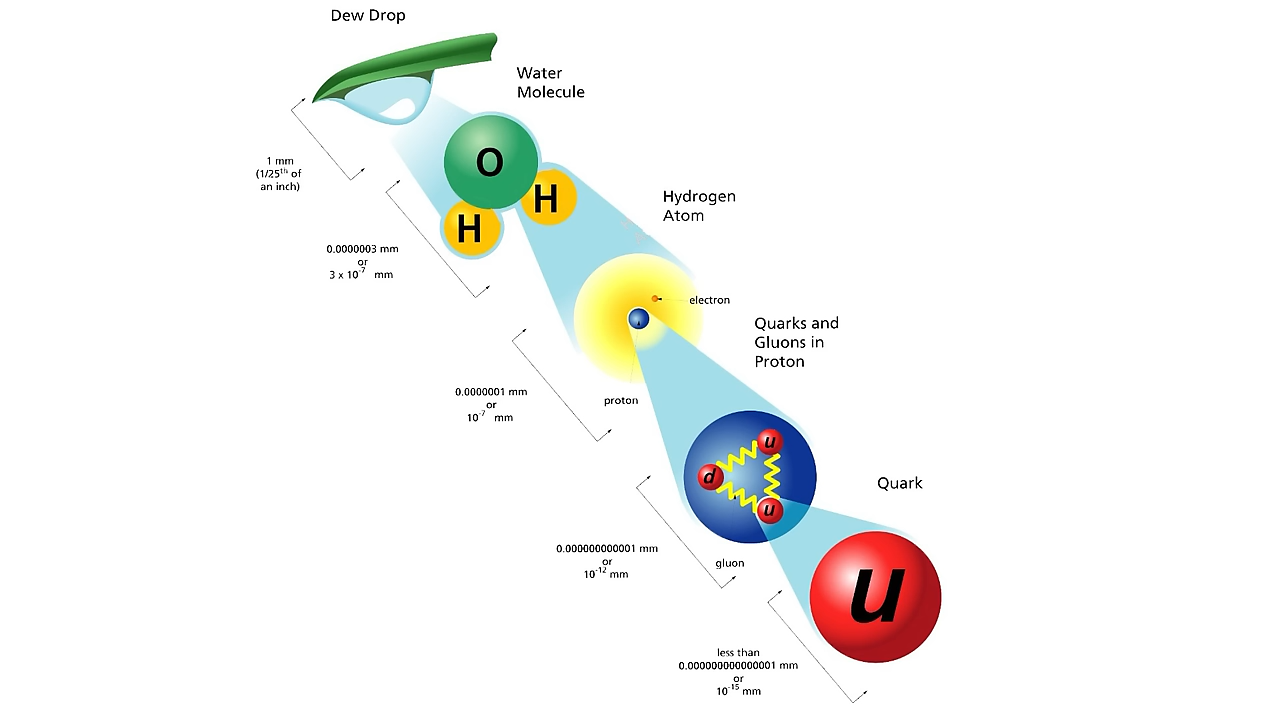 Dew Drop
Water
Molecule
O
H
H
1 mm
(1/25th of
an inch)
Hydrogen
Atom
0.0000003 mm
or
3 x 10-7 mm
electron
Quarks and
Gluons in
Proton
0.0000001 mm
or
10-7 mm
proton
u
d
u
Quark
0.000000000001 mm
or
10-12 mm
gluon
u
less than
0.000000000000001 mm
or
10-15 mm